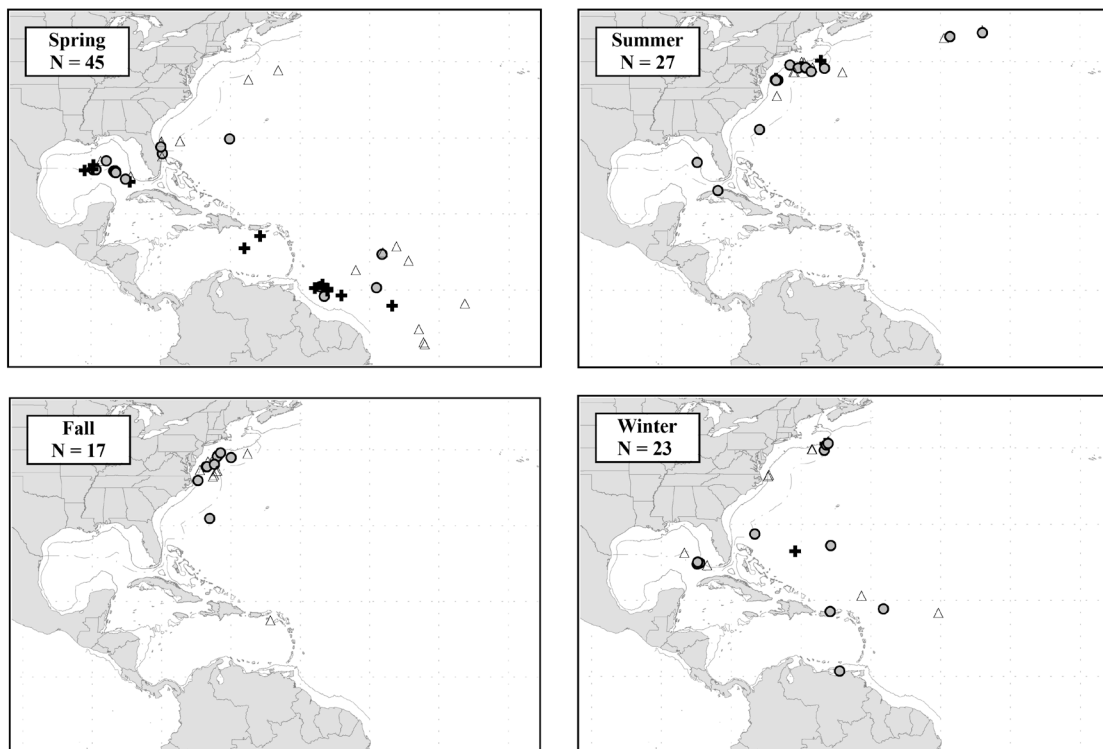 Spring
N = 45
Summer
N = 27
Fall
N = 17
Winter
N = 23